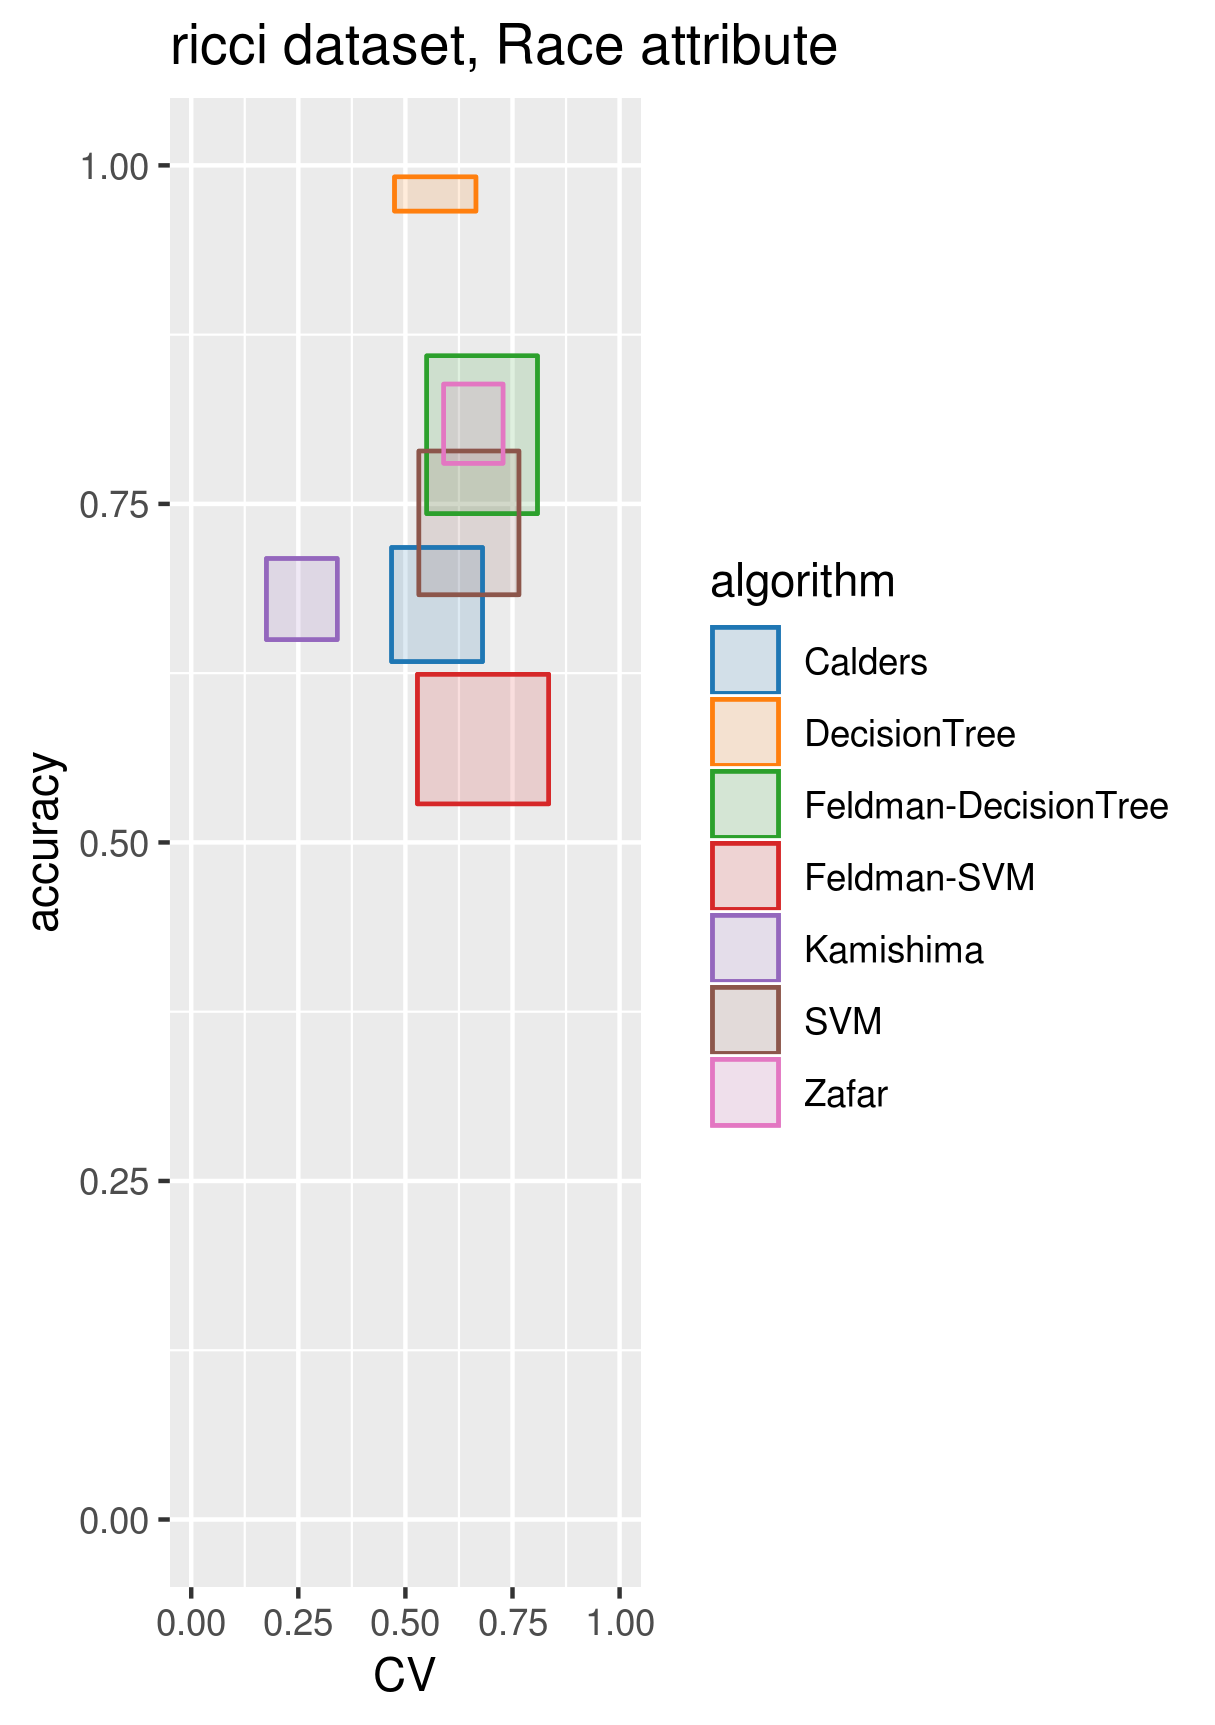 ricci dataset, Race attribute
1.00
0.75
0.50
0.25
0.00
accuracy
0.00 0.25 0.50 0.75 1.00
CV
algorithm
Calders
DecisionTree
Feldman-DecisionTree
Feldman-SVM
Kamishima
SVM
Zafar